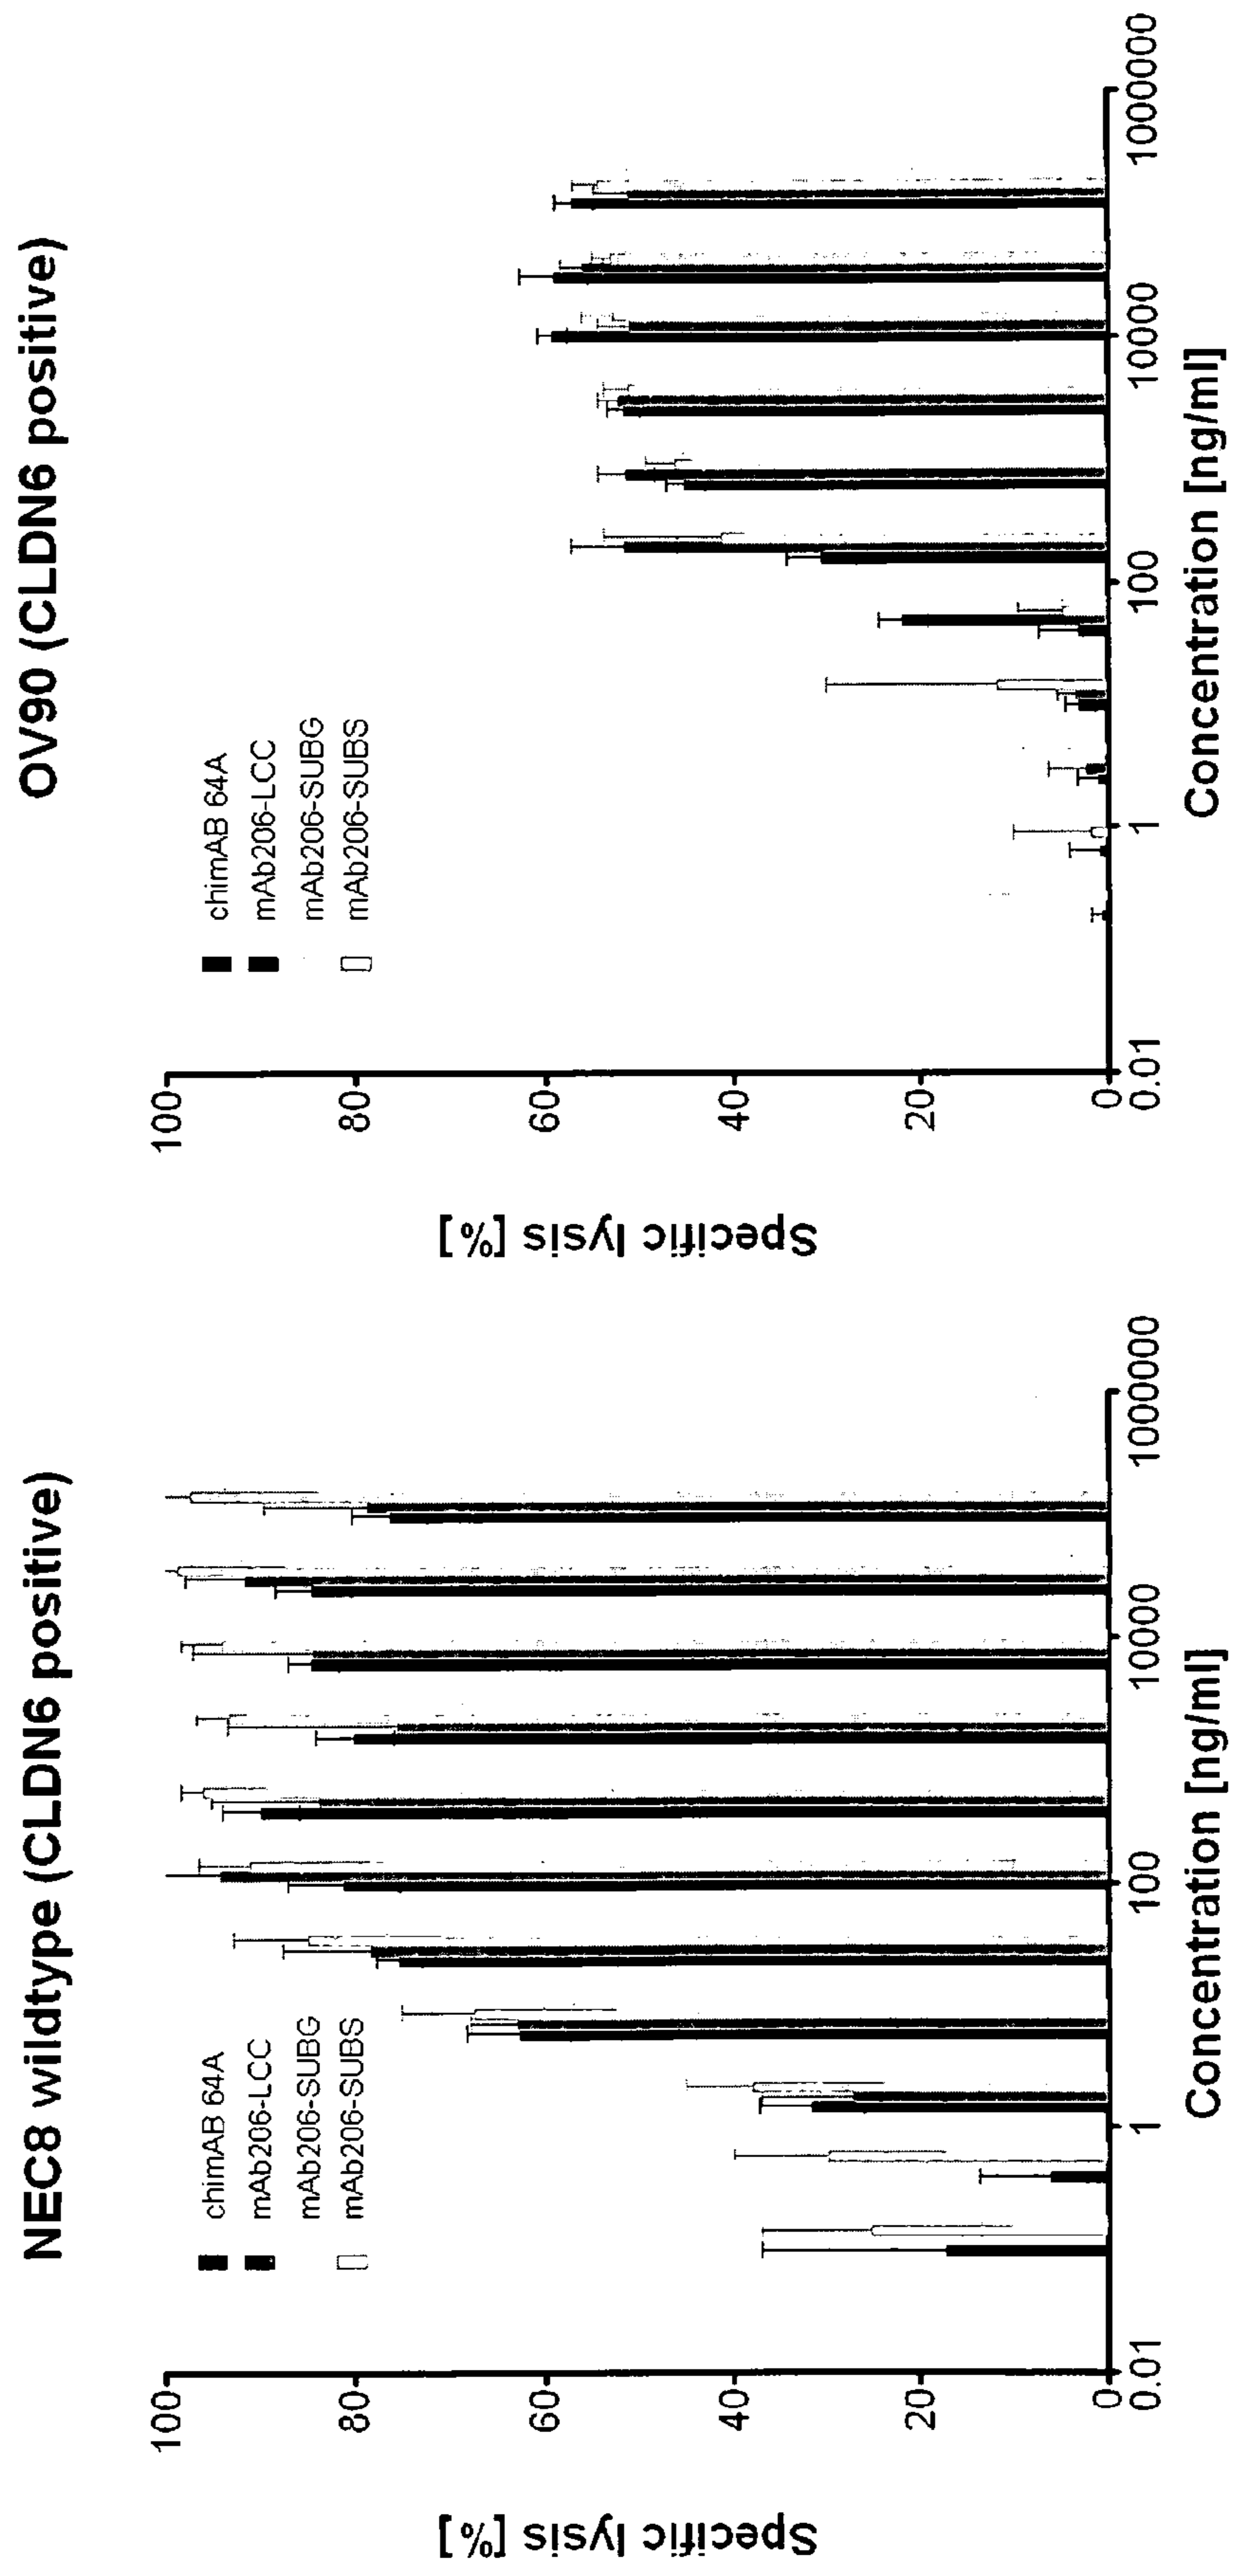 NEC8 wildtype (CLDN6 positive)
chimAB 64A
mAb206-LCC
mAb206-SUBG
mAb206-SUBS
Specific lysis [%]
100
80
60
40
20
0
0.01
1
100
10000
1000000
Concentration [ng/ml]
OV90 (CLDN6 positive)
chimAB 64A
mAb206-LCC
mAb206-SUBG
mAb206-SUBS
Specific lysis [%]
100
80
60
40
20
0
0.01
1
100
10000
1000000
Concentration [ng/ml]